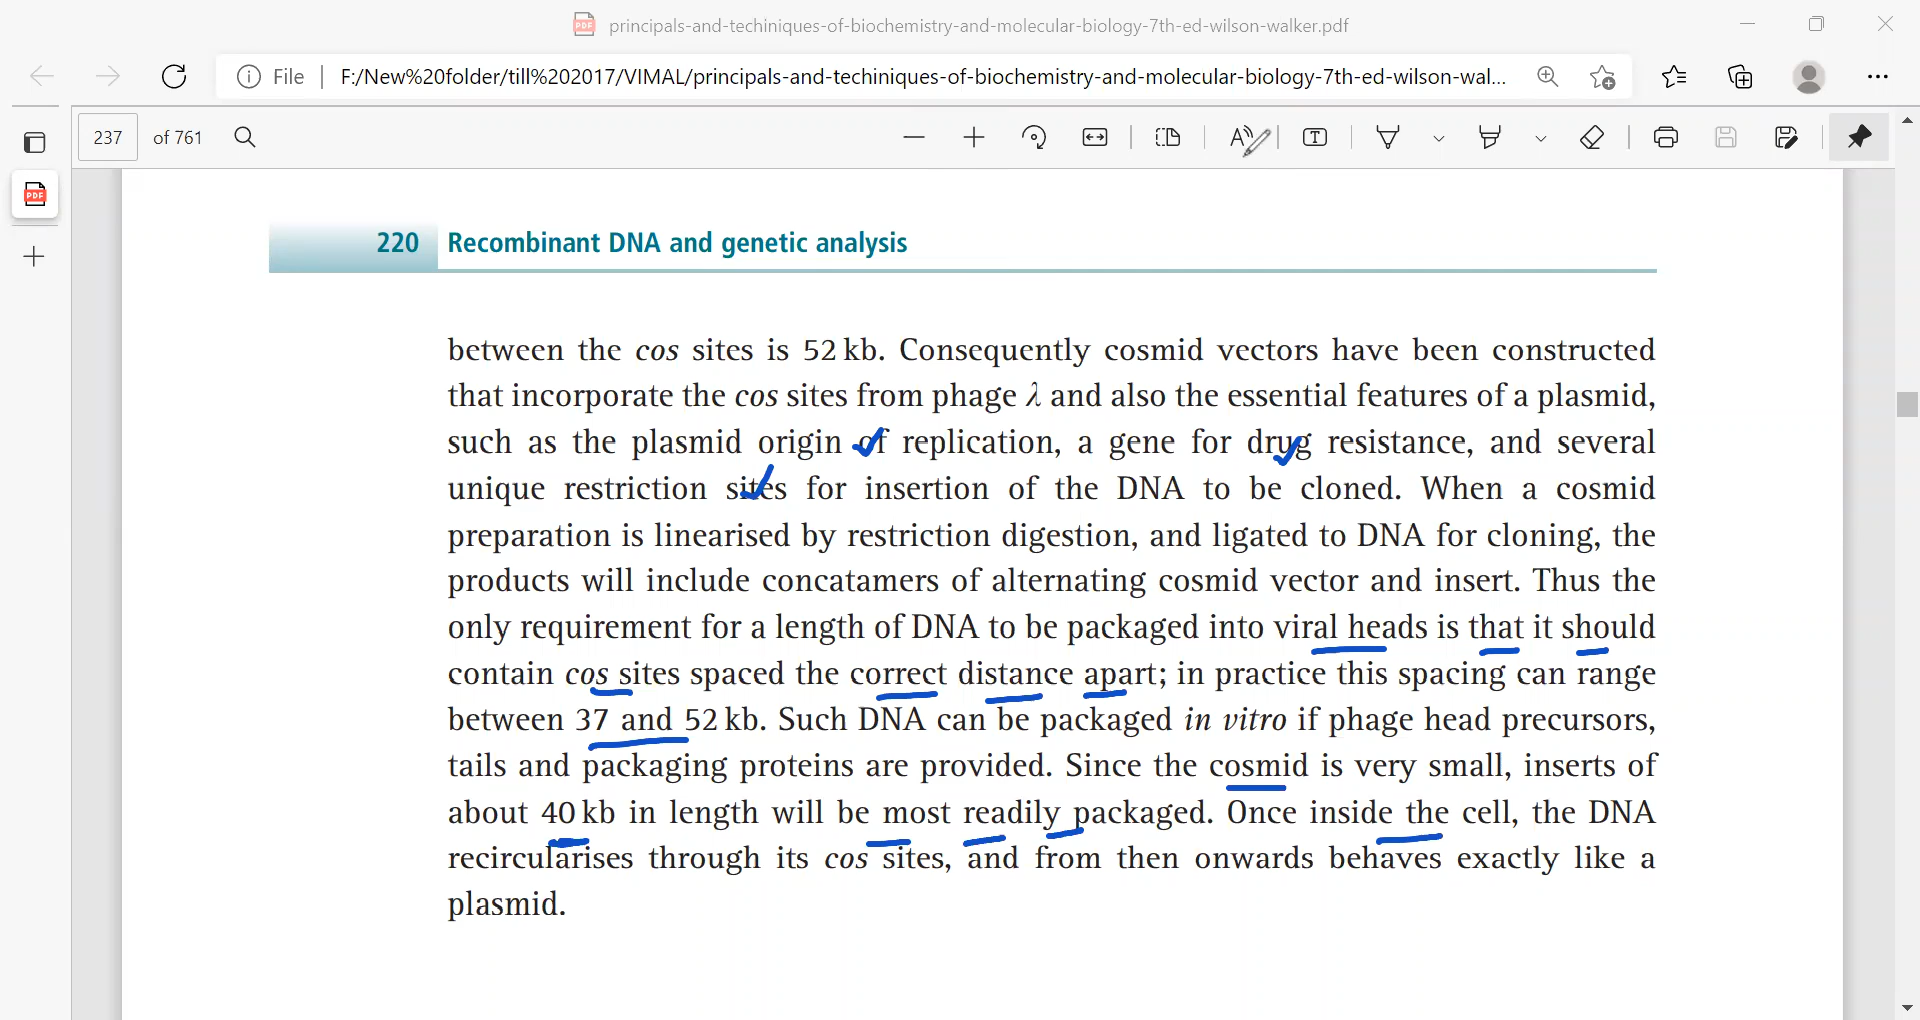 principals-and-techiniques-of-biochemistry-and-molecular-biology-7th-ed-wilson-walker.pdf
File F:/New%20folder/till%202017/VIMAL/principals-and-techiniques-of-biochemistry-and-molecular-biology-7th-ed-wilson-wal...
237 of 761
220 Recombinant DNA and genetic analysis
between the cos sites is 52 kb. Consequently cosmid vectors have been constructed
that incorporate the cos sites from phage λ and also the essential features of a plasmid,
such as the plasmid origin of replication, a gene for drug resistance, and several
unique restriction sites for insertion of the DNA to be cloned. When a cosmid
preparation is linearised by restriction digestion, and ligated to DNA for cloning, the
products will include concatamers of alternating cosmid vector and insert. Thus the
only requirement for a length of DNA to be packaged into viral heads is that it should
contain cos sites spaced the correct distance apart; in practice this spacing can range
between 37 and 52 kb. Such DNA can be packaged in vitro if phage head precursors,
tails and packaging proteins are provided. Since the cosmid is very small, inserts of
about 40 kb in length will be most readily packaged. Once inside the cell, the DNA
recircularises through its cos sites, and from then onwards behaves exactly like a
plasmid.